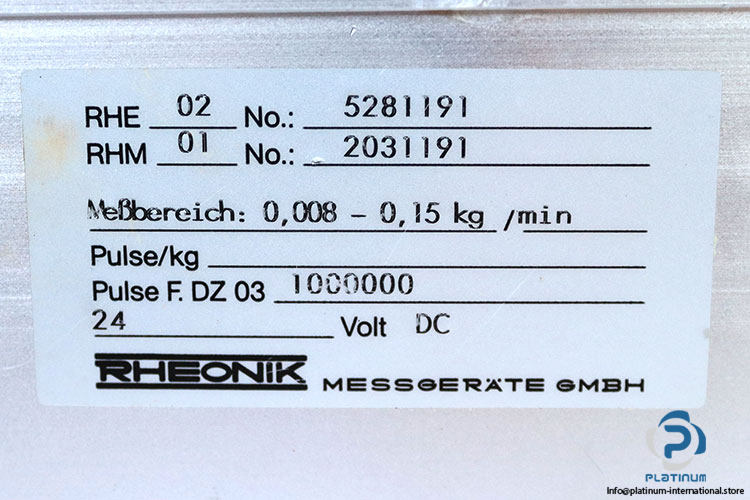 RHE 02 No.: 5281191
RHM 01 No.: 2031191
Meßbereich: 0,008 - 0,15 kg /min
Pulse/kg
Pulse F. DZ 03 1000000
24 Volt DC
RHEONIK MESSGERÄTE GMBH
PLATINUM
Info@platinum-international.store